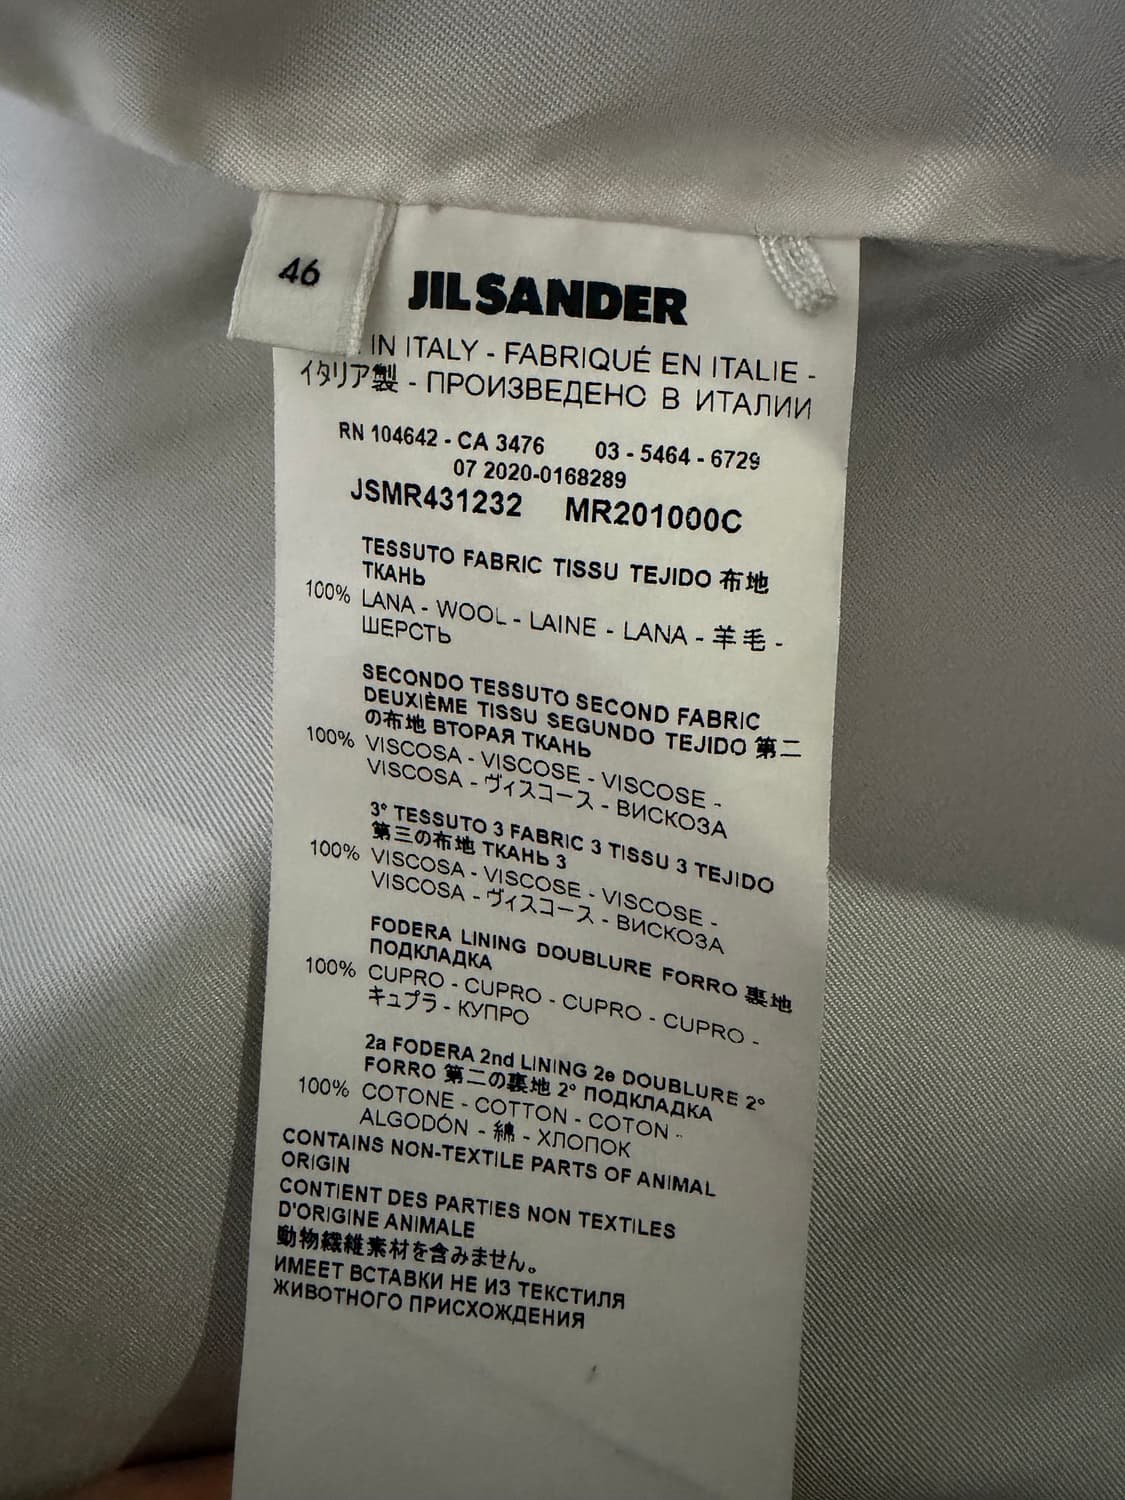 46
JIL SANDER
IN ITALY - FABRIQUÉ EN ITALIE -
イタリア製 - ПРОИЗВЕДЕНО В ИТАЛИИ
RN 104642 - CA 3476 03 - 5464 - 6729
07 2020-0168289
JSMR431232 MR201000C
TESSUTO FABRIC TISSU TEJIDO 布地
ТКАНЬ
100% LANA - WOOL - LAINE - LANA - 羊毛 -
ШЕРСТЬ
SECONDO TESSUTO SECOND FABRIC
DEUXIÈME TISSU SEGUNDO TEJIDO 第二
の布地 ВТОРАЯ ТКАНЬ
100% VISCOSA - VISCOSE - VISCOSE -
VISCOSA - ヴィスコース - ВИСКОЗА
3° TESSUTO 3 FABRIC 3 TISSU 3 TEJIDO
第三の布地 ТКАНЬ 3
100% VISCOSA - VISCOSE - VISCOSE -
VISCOSA - ヴィスコース - ВИСКОЗА
FODERA LINING DOUBLURE FORRO 裏地
ПОДКЛАДКА
100% CUPRO - CUPRO - CUPRO - CUPRO -
キュプラ - КУПРО
2a FODERA 2nd LINING 2e DOUBLURE 2°
FORRO 第二の裏地 2° ПОДКЛАДКА
100% COTONE - COTTON - COTON -
ALGODÓN - 綿 - ХЛОПОК
CONTAINS NON-TEXTILE PARTS OF ANIMAL
ORIGIN
CONTIENT DES PARTIES NON TEXTILES
D'ORIGINE ANIMALE
動物繊維素材を含みません。
ИМЕЕТ ВСТАВКИ НЕ ИЗ ТЕКСТИЛЯ
ЖИВОТНОГО ПРИСХОЖДЕНИЯ